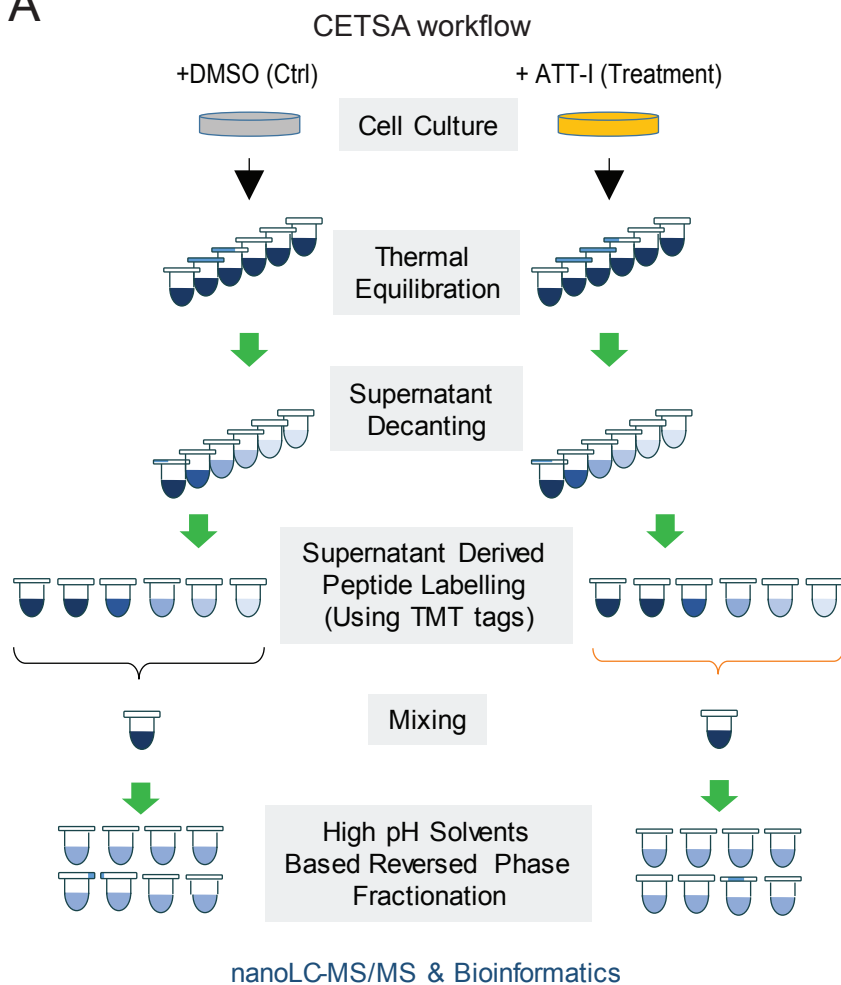 A
CETSA workflow
+DMSO (Ctrl)
+ ATT-I (Treatment)
Cell Culture
Thermal
Equilibration
Supernatant
Decanting
Supernatant Derived
Peptide Labelling
(Using TMT tags)
Mixing
High pH Solvents
Based Reversed Phase
Fractionation
nanoLC-MS/MS & Bioinformatics